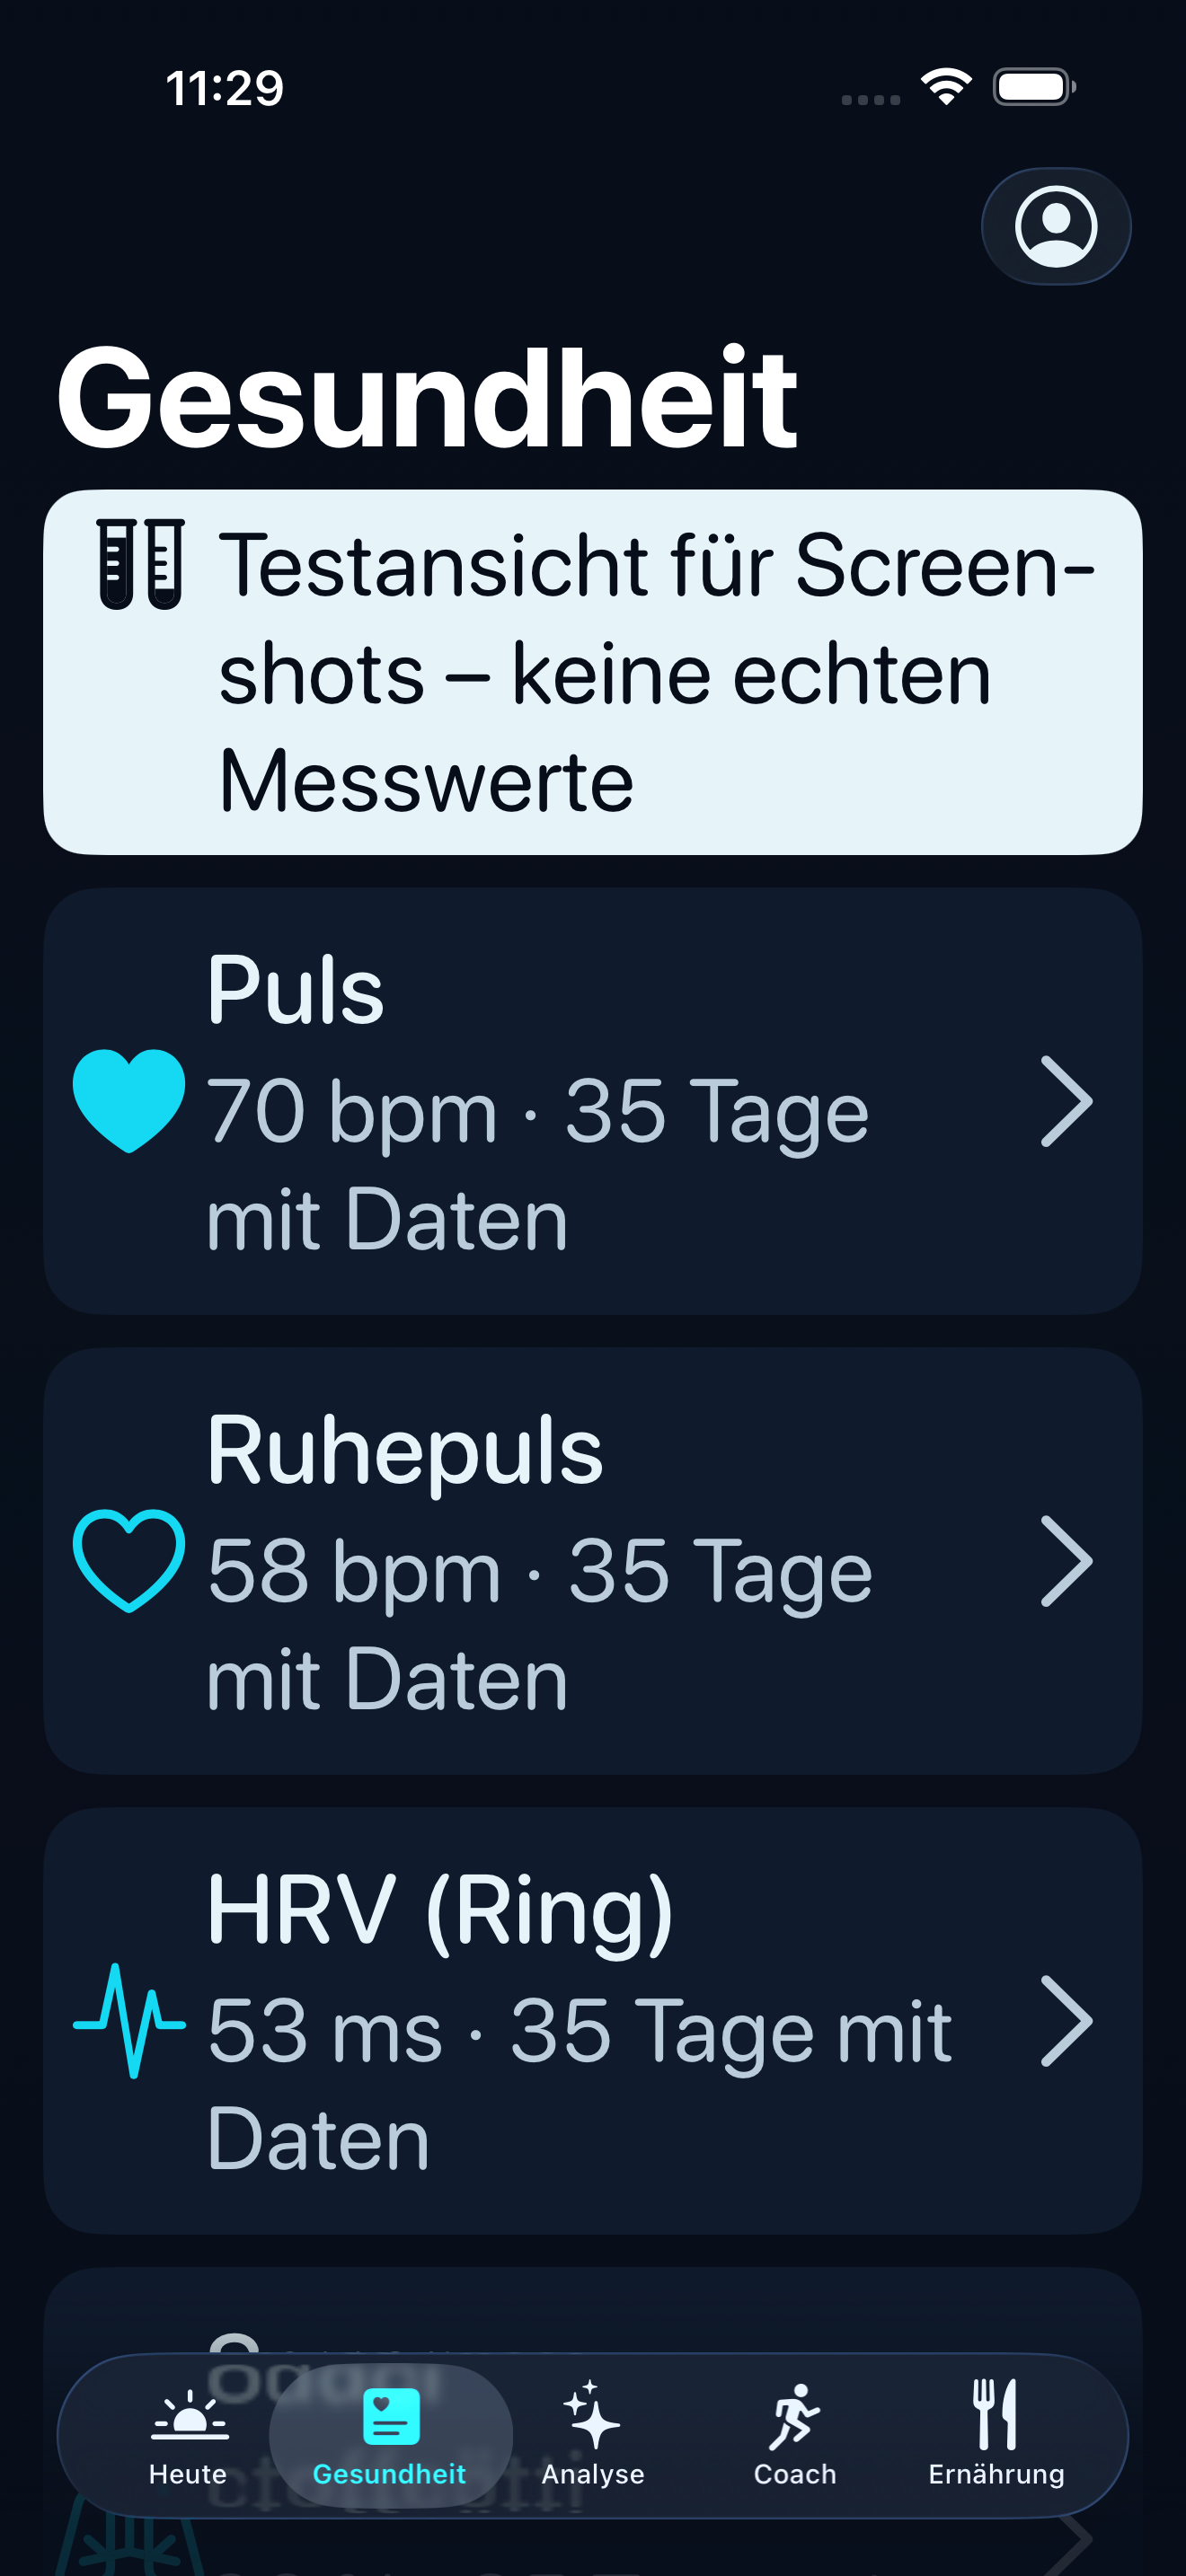 11:29
Gesundheit
Testansicht für Screen-
shots – keine echten
Messwerte
Puls
70 bpm · 35 Tage
mit Daten
Ruhepuls
58 bpm · 35 Tage
mit Daten
HRV (Ring)
53 ms · 35 Tage mit
Daten
Heute
Gesundheit
Analyse
Coach
Ernährung